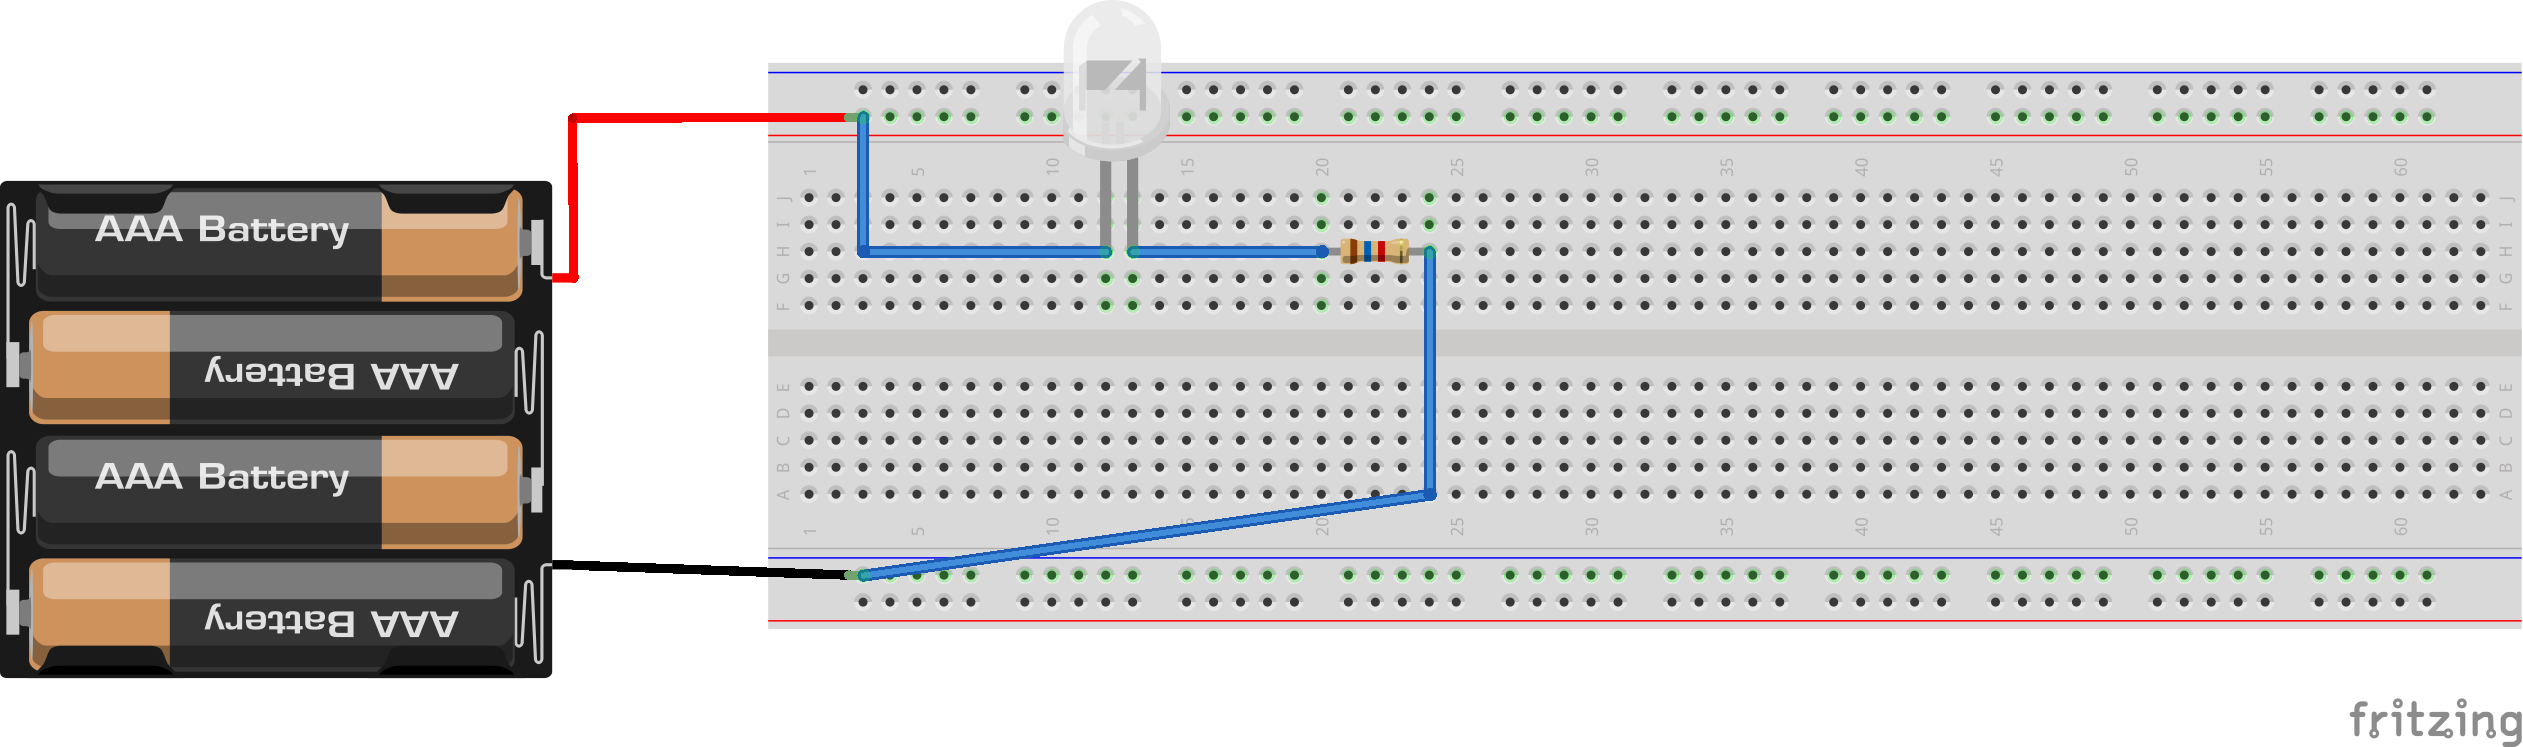 1 5 10 15 20 25 30 35 40 45 50 55 60
J J
I I
AAA Battery
H H
G G
F F
AAA Battery
E E
D D
C C
AAA Battery
B B
A A
1 5 10 20 25 30 35 40 45 50 55 60
AAA Battery
fritzing